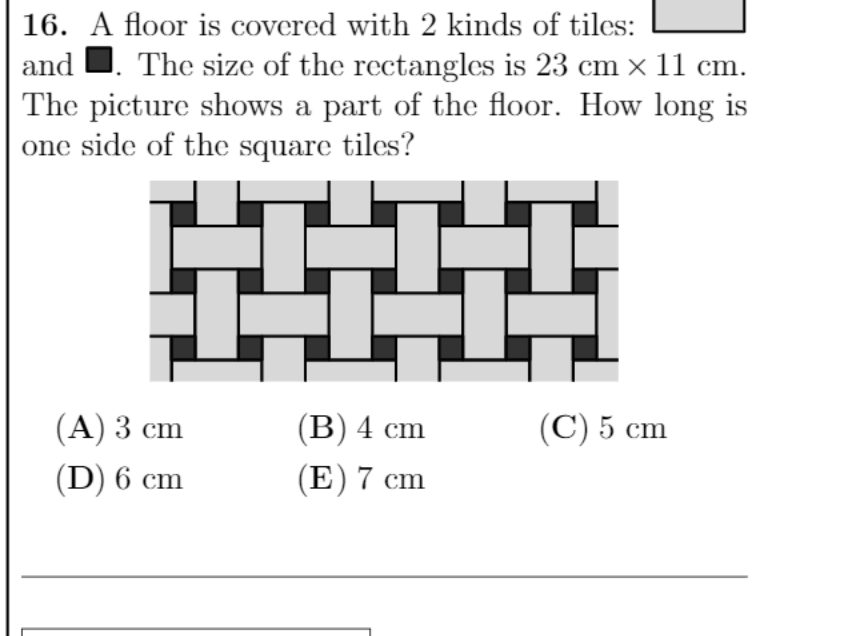 16. A floor is covered with 2 kinds of tiles:
and . The size of the rectangles is 23 cm × 11 cm.
The picture shows a part of the floor. How long is
one side of the square tiles?
(A) 3 cm (B) 4 cm (C) 5 cm
(D) 6 cm (E) 7 cm